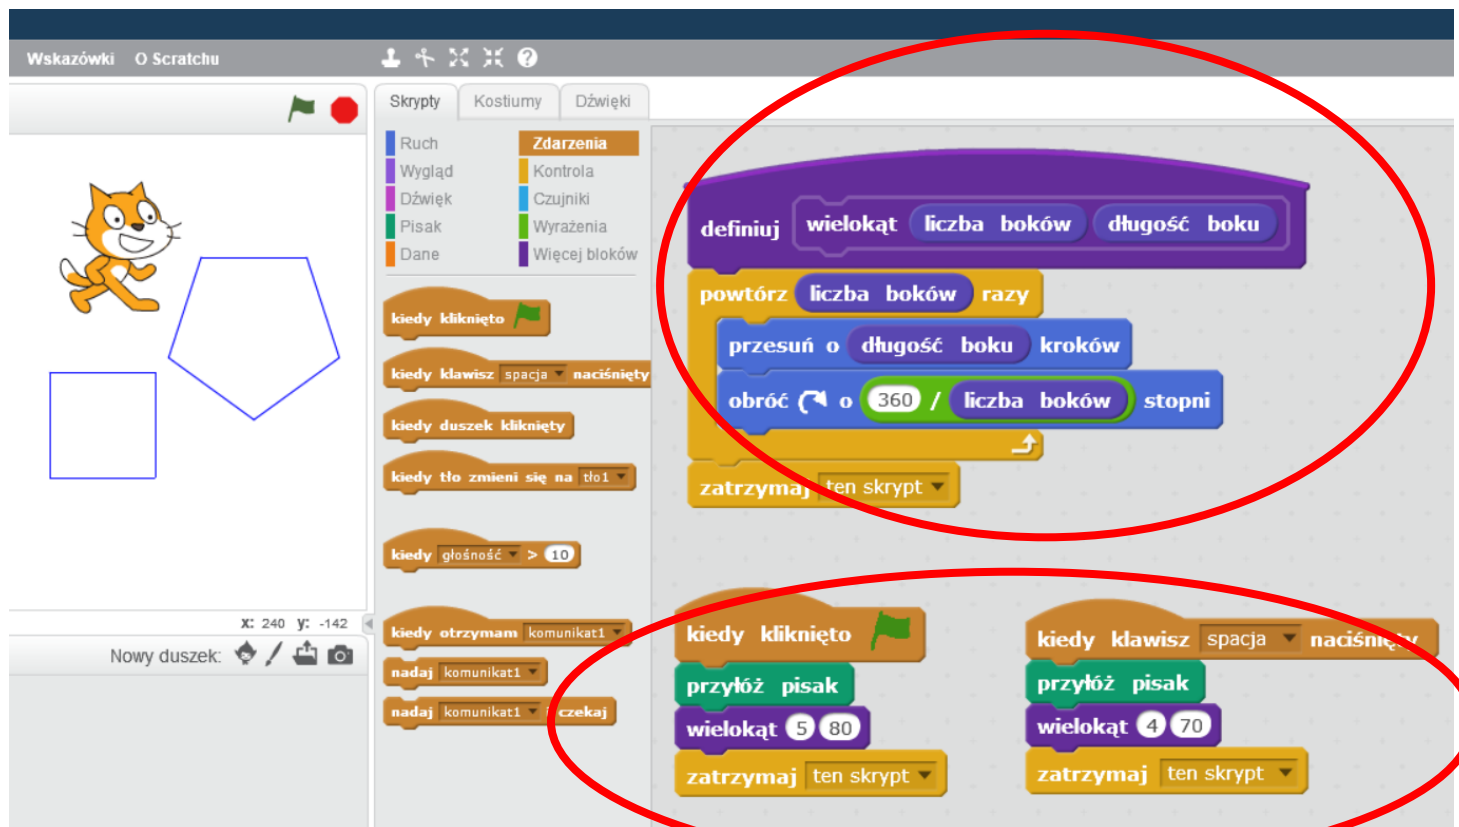 Wskazówki O Scratchu
Skrypty Kostiumy Dźwięki
Ruch Zdarzenia
Wygląd Kontrola
Dźwięk Czujniki
Pisak Wyrażenia
Dane Więcej bloków
kiedy kliknięto
kiedy klawisz spacja naciśnięty
kiedy duszek kliknięty
kiedy tło zmieni się na tło1
kiedy głośność > 10
kiedy otrzymam komunikat1
nadaj komunikat1
nadaj komunikat1 czekaj
X: 240 y: -142
Nowy duszek:
definiuj wielokąt liczba boków długość boku
powtórz liczba boków razy
przesuń o długość boku kroków
obróć o 360 / liczba boków stopni
zatrzymaj ten skrypt
kiedy kliknięto
przyłóż pisak
wielokąt 5 80
zatrzymaj ten skrypt
kiedy klawisz spacja naciśnięty
przyłóż pisak
wielokąt 4 70
zatrzymaj ten skrypt